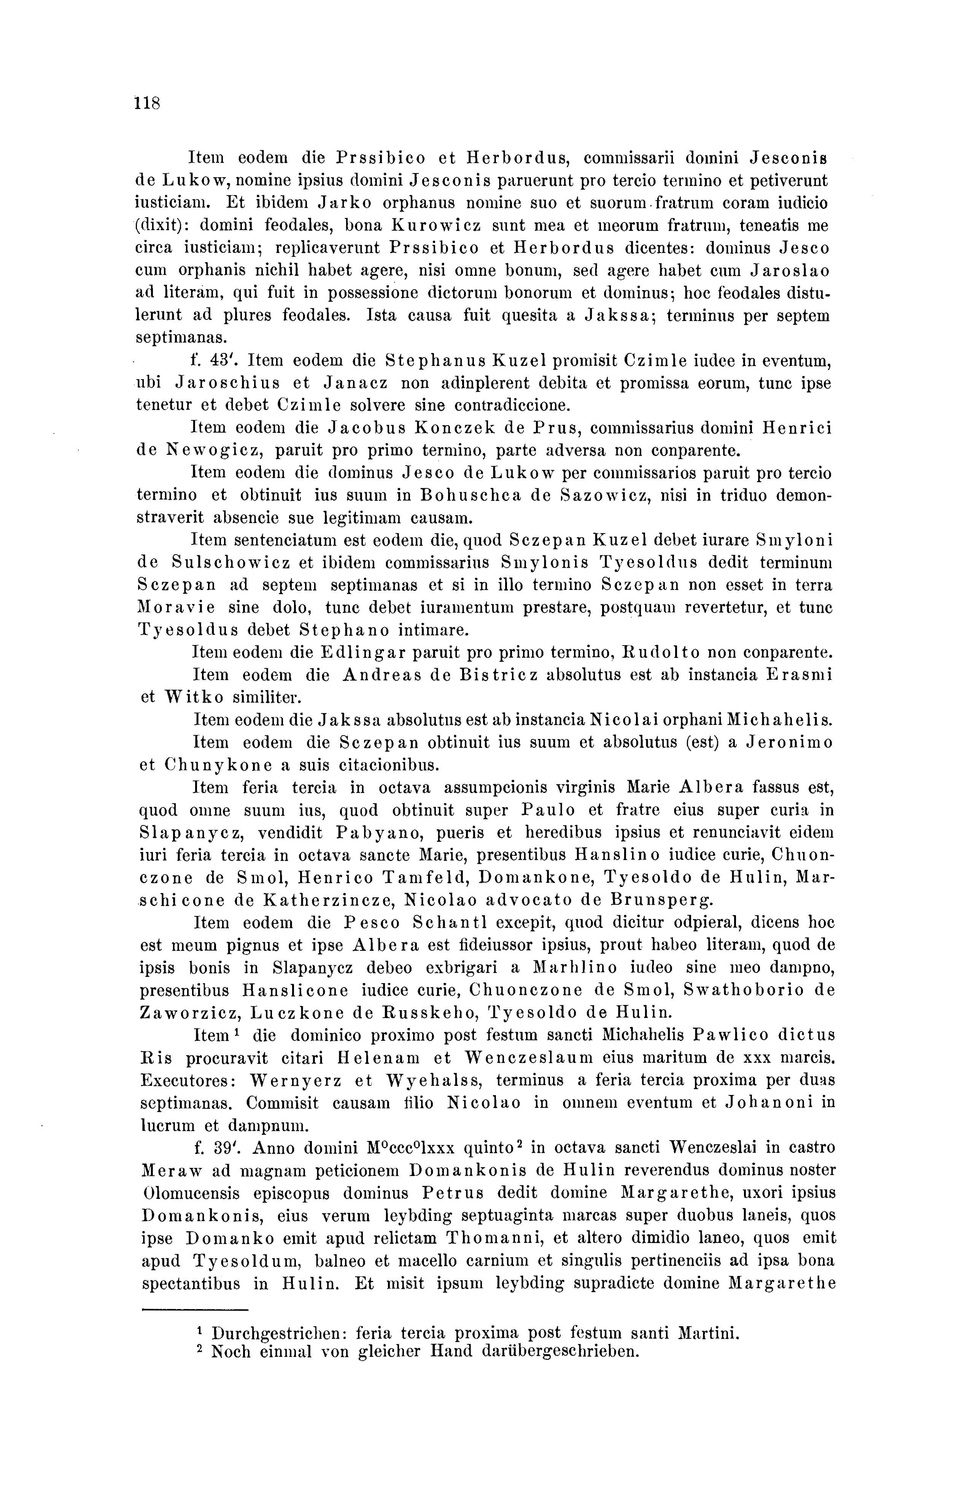 118
Item eodem die Prssibico et Herbordus, commissarii domini Jesconis
de Lukow, nomine ipsius domini Jesconis paruerunt pro tercio termino et petiverunt
iusticiam. Et ibidem Jarko orphanus nomine suo et suorum fratrum coram iudicio
(dixit): domini feodales, bona Kurowicz sunt mea et meorum fratrum, teneatis me
circa iusticiam; replicaverunt Prssibico et Herbordus dicentes: dominus Jesco
cum orphanis nichil habet agere, nisi omne bonum, sed agere habet cum Jaroslao
ad literam, qui fuit in possessione dictorum bonorum et dominus; hoc feodales distu-
lerunt ad plures feodales. Ista causa fuit quesita a Jakssa; terminus per septem
septimanas.
f. 43′. Item eodem die Stephanus Kuzel promisit Czimle iudee in eventum,
ubi Jaroschius et Janacz non adinplerent debita et promissa eorum, tunc ipse
tenetur et debet Czimle solvere sine contradiccione.
Item eodem die Jacobus Konczek de Prus, commissarius domini Henrici
de Newogicz, paruit pro primo termino, parte adversa non conparente.
Item eodem die dominus Jesco de Lukow per commissarios paruit pro tercio
termino et obtinuit ius suum in Bohuschca de Sazowicz, nisi in triduo demon-
straverit absencie sue legitimam causam.
Item sentenciatum est eodem die, quod Sczepan Kuzel debet iurare Smyloni
de Sulschowicz et ibidem commissarius Smylonis Tyesoldus dedit terminum
Sczepan ad septem septimanas et si in illo termino Sczepan non esset in terra
Moravie sine dolo, tunc debet iuramentum prestare, postquam revertetur, et tunc
Tyesoldus debet Stephano intimare.
Item eodem die Edlingar paruit pro primo termino, Rudolto non conparente.
Item eodem die Andreas de Bistricz absolutus est ab instancia Erasmi
et Witko similiter.
Item eodem die Jakssa absolutus est ab instancia Nicolai orphani Michahelis.
Item eodem die Sczepan obtinuit ius suum et absolutus (est) a Jeronimo
et Chunykone a suis citacionibus.
Item feria tercia in octava assumpcionis virginis Marie Albera fassus est,
quod omne suum ius, quod obtinuit super Paulo et fratre eius super curia in
Slapanycz, vendidit Pabyano, pueris et heredibus ipsius et renunciavit eidem
iuri feria tercia in octava sancte Marie, presentibus Hanslino iudice curie, Chuon-
czone de Smol, Henrico Tamfeld, Domankone, Tyesoldo de Hulin, Mar-
schicone de Katherzincze, Nicolao advocato de Brunsperg.
Item eodem die Pesco Schantl excepit, quod dicitur odpieral, dicens hoc
est meum pignus et ipse Albera est fideiussor ipsius, prout habeo literam, quod de
ipsis bonis in Slapanycz debeo exbrigari a Marhlino iudeo sine meo dampno,
presentibus Hanslicone iudice curie, Chuonczone de Smol, Swathoborio de
Zaworzicz, Luczkone de Russkeho, Tyesoldo de Hulin.
Item¹ die dominico proximo post festum sancti Michahelis Pawlico dictus
Ris procuravit citari Helenam et Wenczeslaum eius maritum de xxx marcis.
Executores: Wernyerz et Wyehalss, terminus a feria tercia proxima per duas
septimanas. Commisit causam filio Nicolao in omnem eventum et Johanoni in
lucrum et dampnum.
f. 39′. Anno domini M⁰ccc⁰lxxx quinto² in octava sancti Wenczeslai in castro
Meraw ad magnam peticionem Domankonis de Hulin reverendus dominus noster
Olomucensis episcopus dominus Petrus dedit domine Margarethe, uxori ipsius
Domankonis, eius verum leybding septuaginta marcas super duobus laneis, quos
ipse Domanko emit apud relictam Thomanni, et altero dimidio laneo, quos emit
apud Tyesoldum, balneo et macello carnium et singulis pertinenciis ad ipsa bona
spectantibus in Hulin. Et misit ipsum leybding supradicte domine Margarethe
¹ Durchgestrichen: feria tercia proxima post festum santi Martini.
² Noch einmal von gleicher Hand darübergeschrieben.